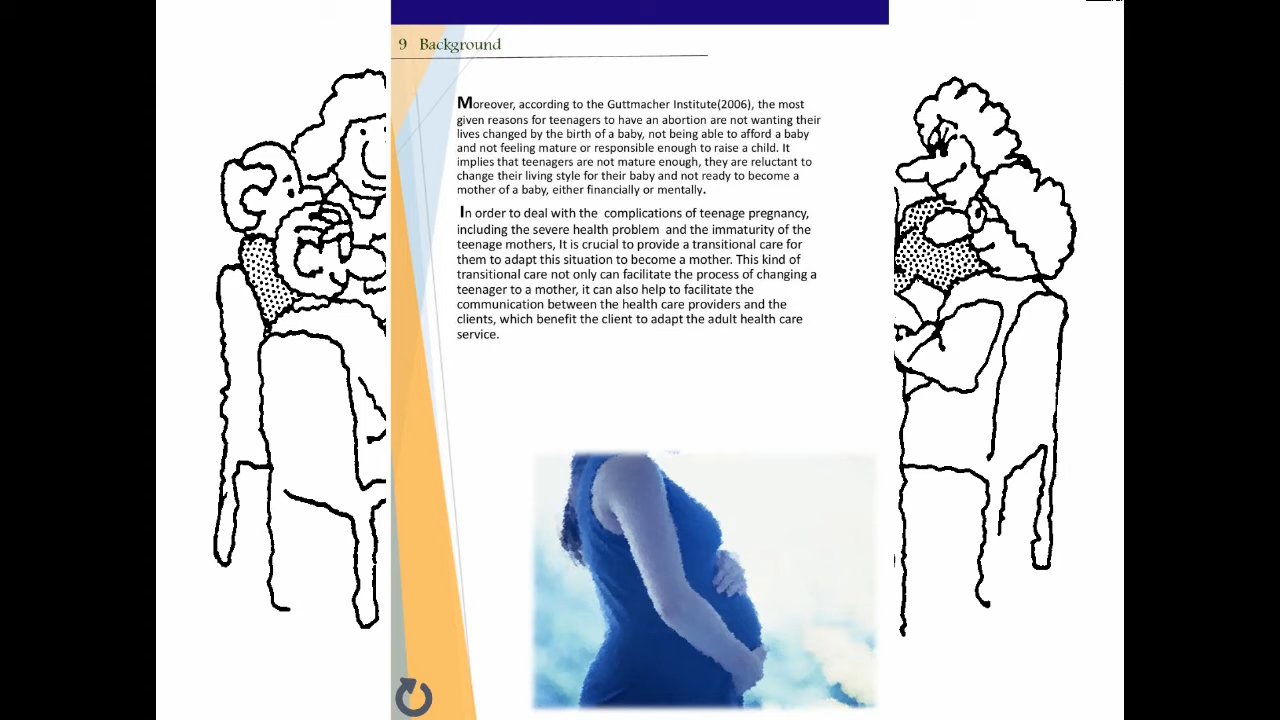 9 Background
Moreover, according to the Guttmacher Institute(2006), the most
given reasons for teenagers to have an abortion are not wanting their
lives changed by the birth of a baby, not being able to afford a baby
and not feeling mature or responsible enough to raise a child. It
implies that teenagers are not mature enough, they are reluctant to
change their living style for their baby and not ready to become a
mother of a baby, either financially or mentally.
In order to deal with the complications of teenage pregnancy,
including the severe health problem and the immaturity of the
teenage mothers, It is crucial to provide a transitional care for
them to adapt this situation to become a mother. This kind of
transitional care not only can facilitate the process of changing a
teenager to a mother, it can also help to facilitate the
communication between the health care providers and the
clients, which benefit the client to adapt the adult health care
service.